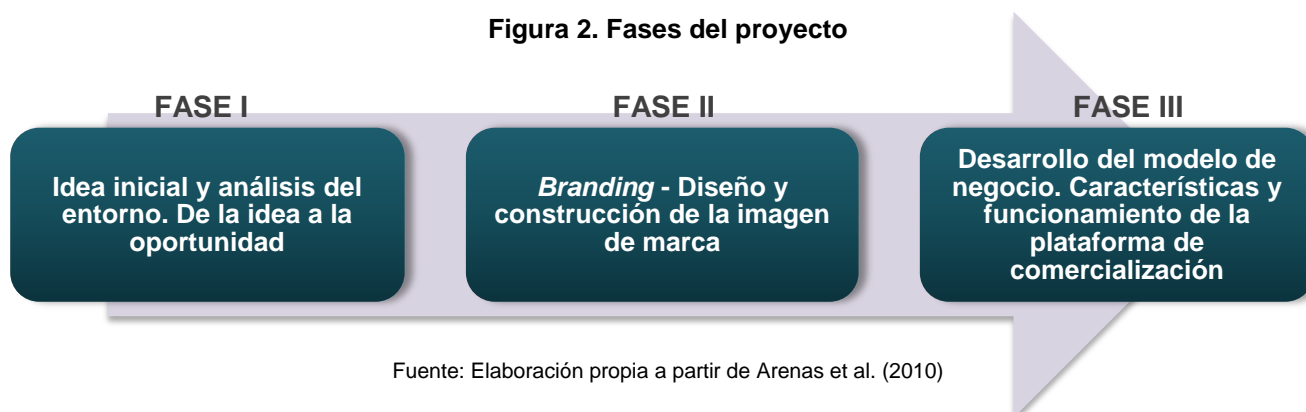 Figura 2. Fases del proyecto
FASE I
Idea inicial y análisis del
entorno. De la idea a la
oportunidad
FASE II
Branding - Diseño y
construcción de la imagen
de marca
FASE III
Desarrollo del modelo de
negocio. Características y
funcionamiento de la
plataforma de
comercialización
Fuente: Elaboración propia a partir de Arenas et al. (2010)